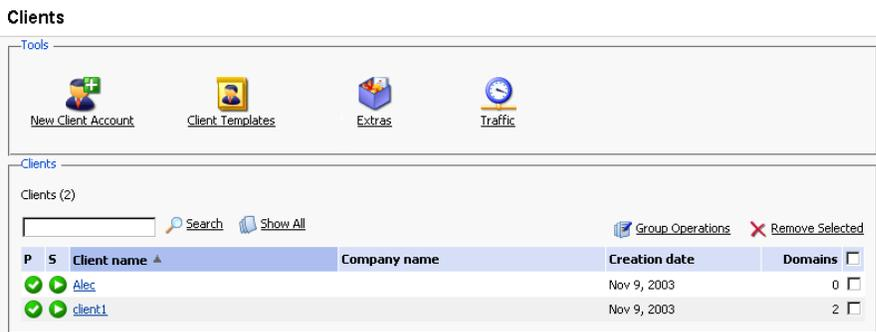 Clients
Tools
New Client Account Client Templates Extras Traffic
Clients
Clients (2)
Search Show All Group Operations Remove Selected
P S Client name Company name Creation date Domains
Alec Nov 9, 2003 0
client1 Nov 9, 2003 2